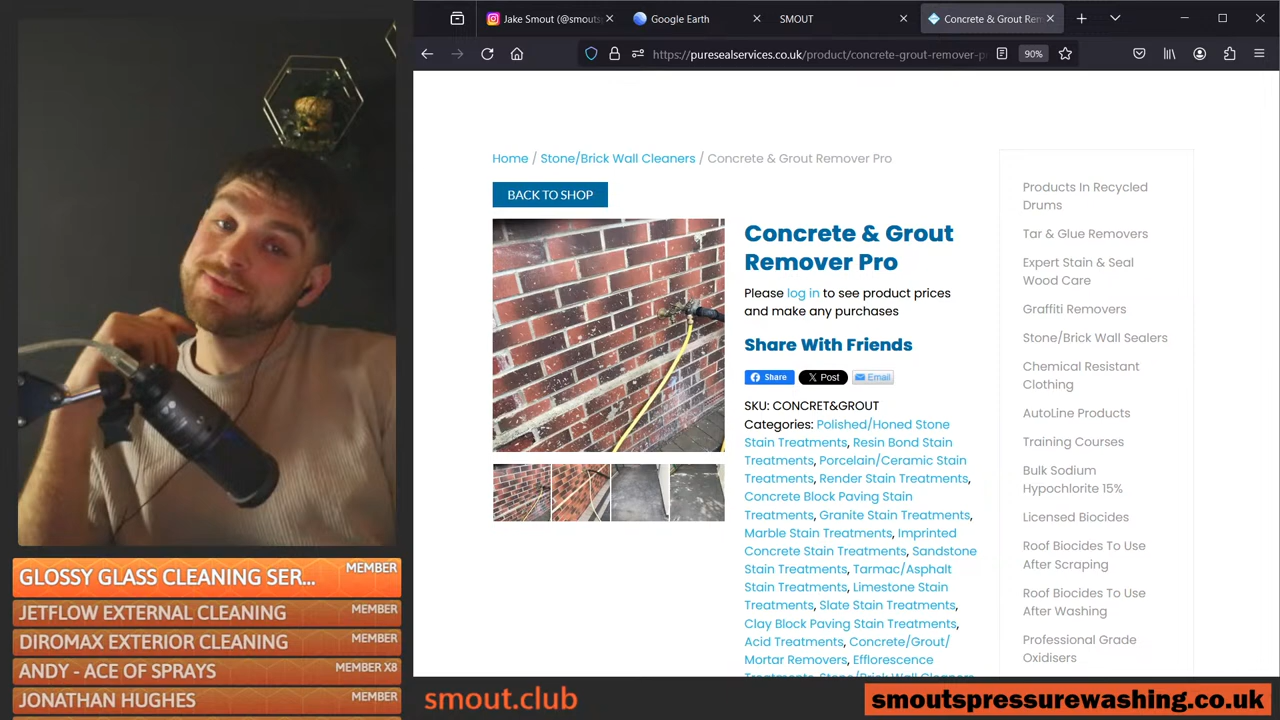 Jake Smout (@smouts
Google Earth
SMOUT
Concrete & Grout Rem
https://puresealservices.co.uk/product/concrete-grout-remover-p
90%
Home / Stone/Brick Wall Cleaners / Concrete & Grout Remover Pro
BACK TO SHOP
Concrete & Grout
Remover Pro
Please log in to see product prices
and make any purchases
Share With Friends
Share
X Post
Email
SKU: CONCRET&GROUT
Categories: Polished/Honed Stone
Stain Treatments, Resin Bond Stain
Treatments, Porcelain/Ceramic Stain
Treatments, Render Stain Treatments,
Concrete Block Paving Stain
Treatments, Granite Stain Treatments,
Marble Stain Treatments, Imprinted
Concrete Stain Treatments, Sandstone
Stain Treatments, Tarmac/Asphalt
Stain Treatments, Limestone Stain
Treatments, Slate Stain Treatments,
Clay Block Paving Stain Treatments,
Acid Treatments, Concrete/Grout/
Mortar Removers, Efflorescence
Treatments, Stone/Brick Wall Cleaners
Products In Recycled
Drums
Tar & Glue Removers
Expert Stain & Seal
Wood Care
Graffiti Removers
Stone/Brick Wall Sealers
Chemical Resistant
Clothing
AutoLine Products
Training Courses
Bulk Sodium
Hypochlorite 15%
Licensed Biocides
Roof Biocides To Use
After Scraping
Roof Biocides To Use
After Washing
Professional Grade
Oxidisers
GLOSSY GLASS CLEANING SER... MEMBER
JETFLOW EXTERNAL CLEANING MEMBER
DIROMAX EXTERIOR CLEANING MEMBER
ANDY - ACE OF SPRAYS MEMBER X8
JONATHAN HUGHES MEMBER
smout.club
smoutspressurewashing.co.uk